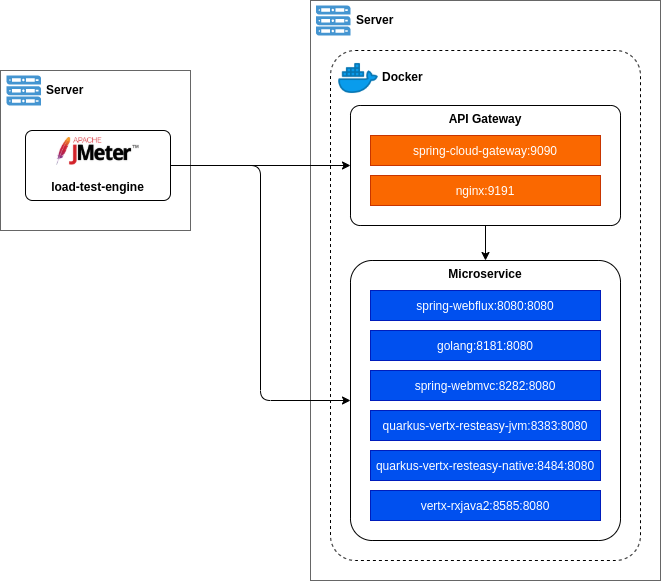 Server
APACHE
JMeter™
load-test-engine
Server
Docker
API Gateway
spring-cloud-gateway:9090
nginx:9191
Microservice
spring-webflux:8080:8080
golang:8181:8080
spring-webmvc:8282:8080
quarkus-vertx-resteasy-jvm:8383:8080
quarkus-vertx-resteasy-native:8484:8080
vertx-rxjava2:8585:8080